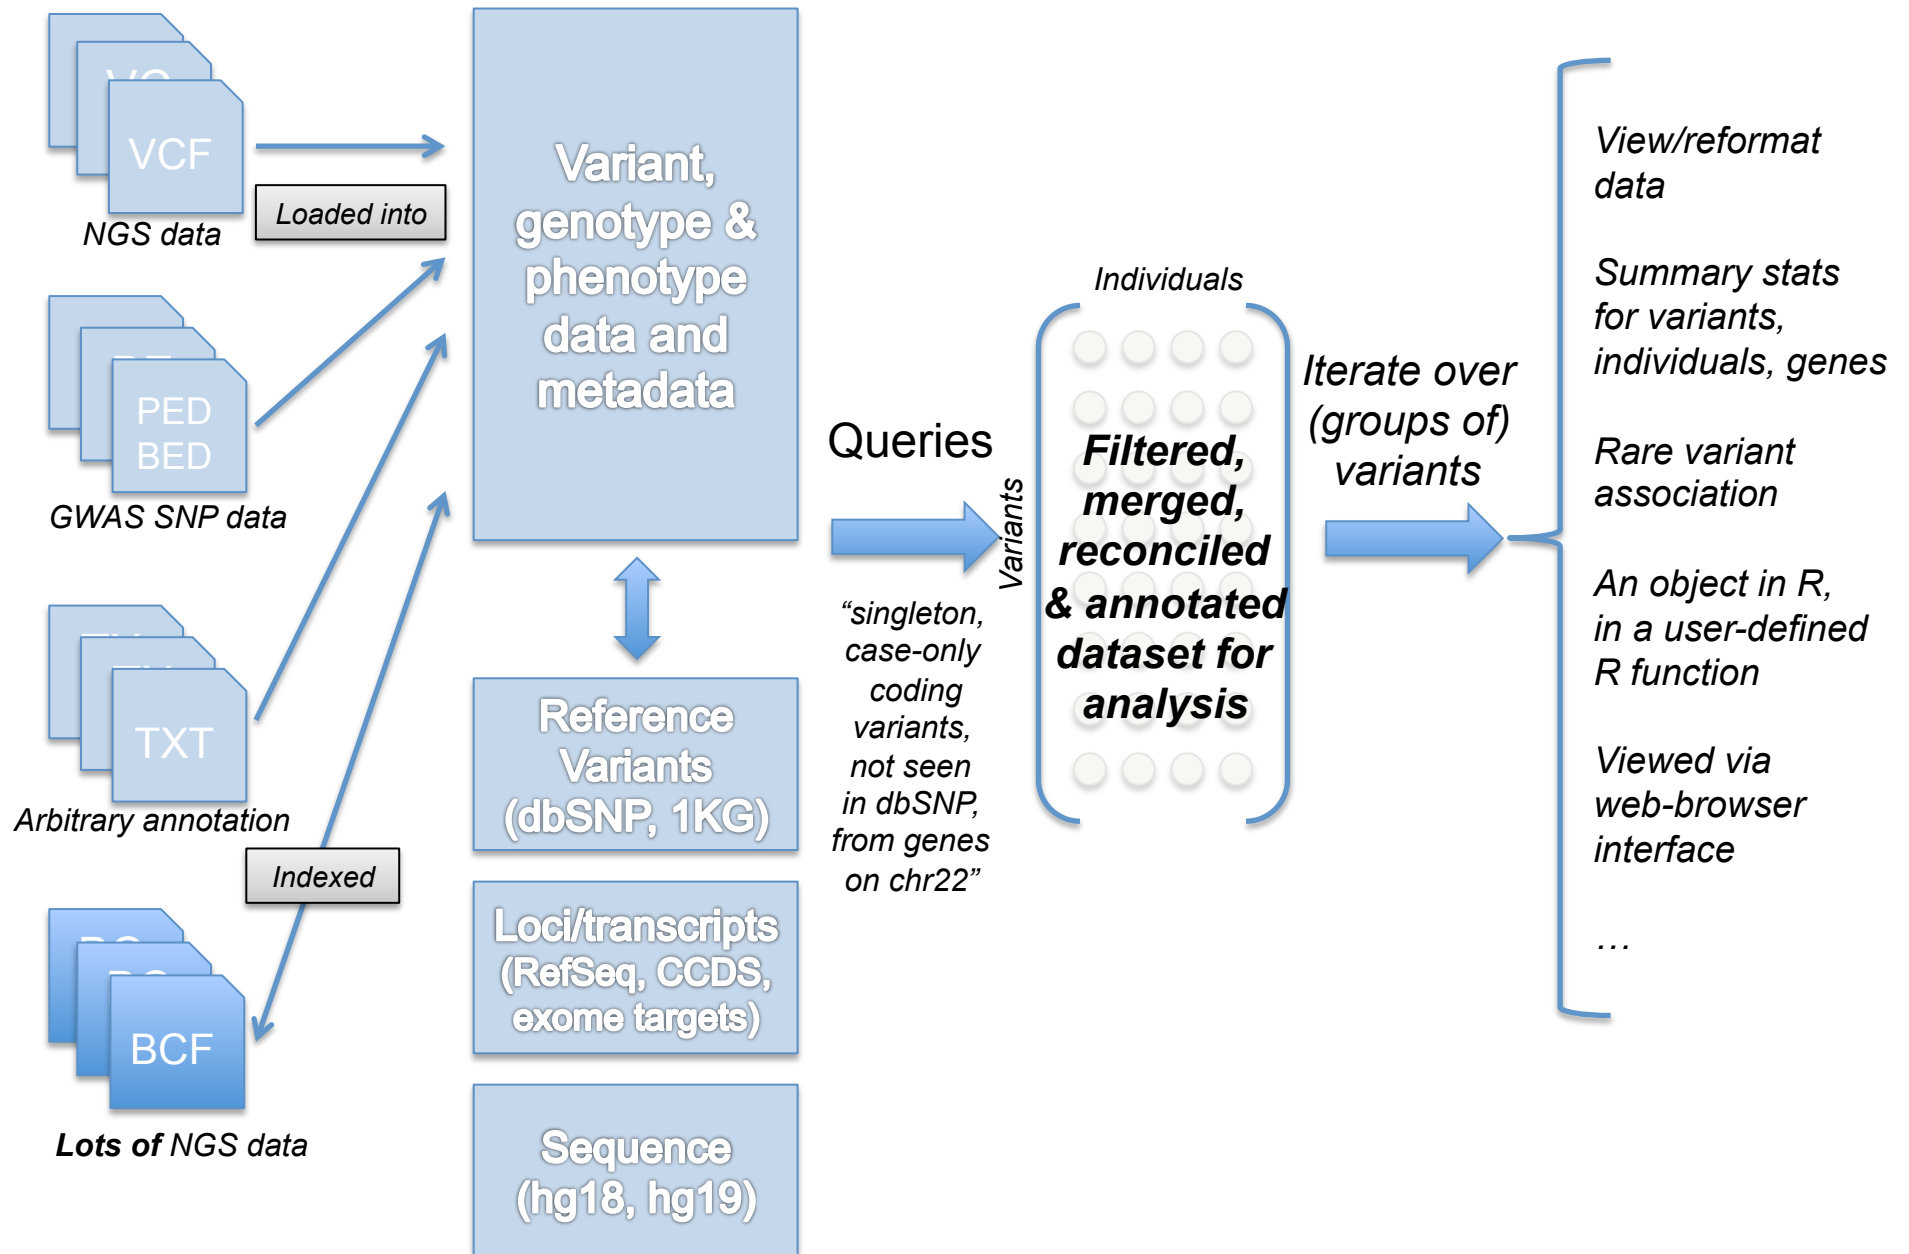 VCF
NGS data
Loaded into
PED
BED
GWAS SNP data
TXT
Arbitrary annotation
Indexed
BCF
Lots of NGS data
Variant,
genotype &
phenotype
data and
metadata
Reference
Variants
(dbSNP, 1KG)
Loci/transcripts
(RefSeq, CCDS,
exome targets)
Sequence
(hg18, hg19)
Queries
“singleton,
case-only
coding
variants,
not seen
in dbSNP,
from genes
on chr22”
Individuals
Variants
Filtered,
merged,
reconciled
& annotated
dataset for
analysis
Iterate over
(groups of)
variants
View/reformat
data
Summary stats
for variants,
individuals, genes
Rare variant
association
An object in R,
in a user-defined
R function
Viewed via
web-browser
interface
…